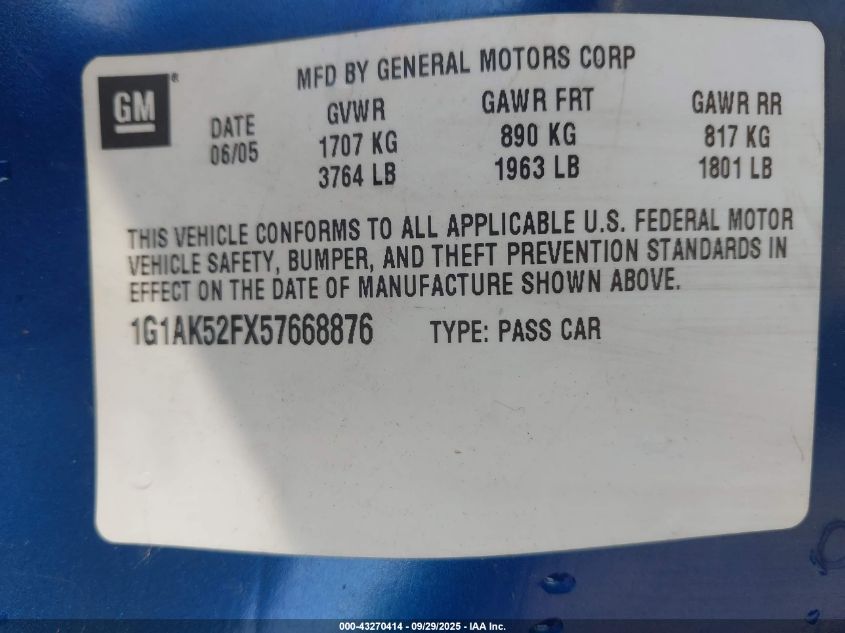 MFD BY GENERAL MOTORS CORP
GM®
DATE
06/05
GVWR
1707 KG
3764 LB
GAWR FRT
890 KG
1963 LB
GAWR RR
817 KG
1801 LB
THIS VEHICLE CONFORMS TO ALL APPLICABLE U.S. FEDERAL MOTOR
VEHICLE SAFETY, BUMPER, AND THEFT PREVENTION STANDARDS IN
EFFECT ON THE DATE OF MANUFACTURE SHOWN ABOVE.
1G1AK52FX57668876 TYPE: PASS CAR
000-43270414 - 09/29/2025 - IAA Inc.